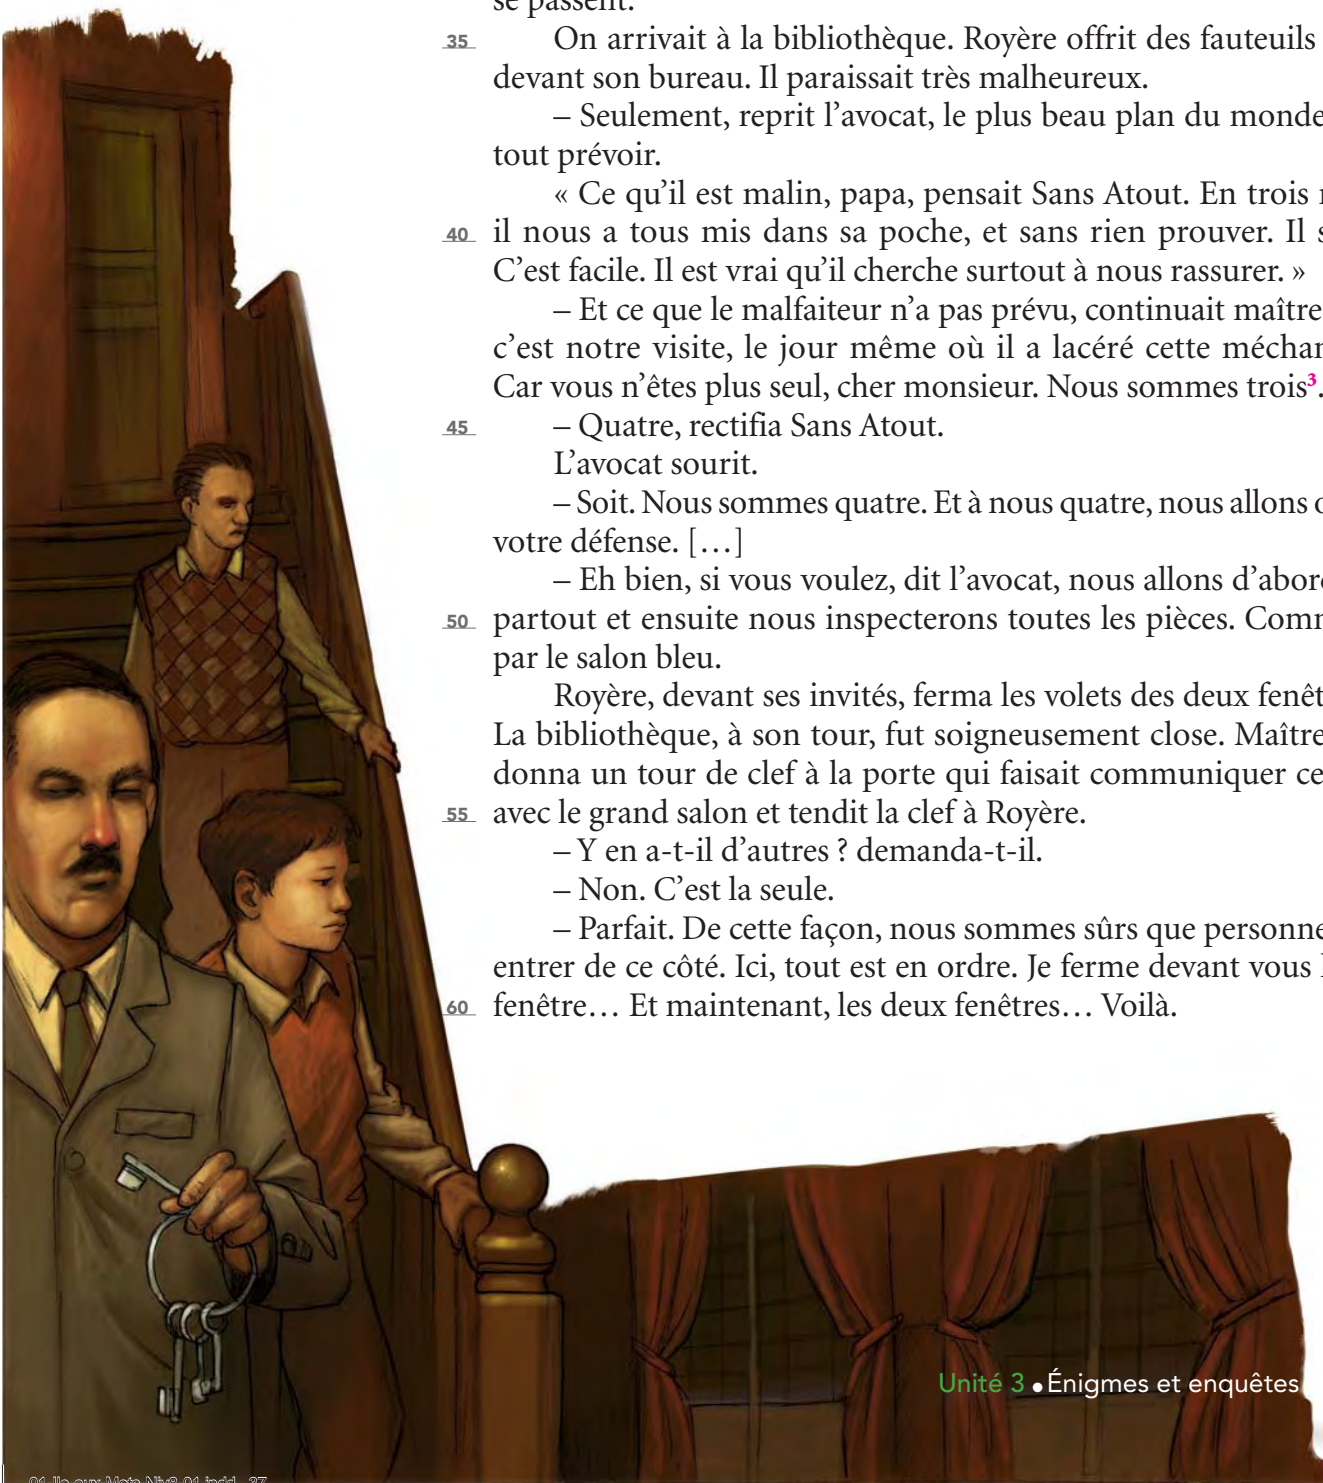 se passent.
35 On arrivait à la bibliothèque. Royère offrit des fauteuils
devant son bureau. Il paraissait très malheureux.
– Seulement, reprit l’avocat, le plus beau plan du monde
tout prévoir.
« Ce qu’il est malin, papa, pensait Sans Atout. En trois
40 il nous a tous mis dans sa poche, et sans rien prouver. Il
C’est facile. Il est vrai qu’il cherche surtout à nous rassurer. »
– Et ce que le malfaiteur n’a pas prévu, continuait maître
c’est notre visite, le jour même où il a lacéré cette
Car vous n’êtes plus seul, cher monsieur. Nous sommes trois³.
45 – Quatre, rectifia Sans Atout.
L’avocat sourit.
– Soit. Nous sommes quatre. Et à nous quatre, nous allons
votre défense. […]
– Eh bien, si vous voulez, dit l’avocat, nous allons
50 partout et ensuite nous inspecterons toutes les pièces.
par le salon bleu.
Royère, devant ses invités, ferma les volets des deux
La bibliothèque, à son tour, fut soigneusement close. Maître
donna un tour de clef à la porte qui faisait communiquer
55 avec le grand salon et tendit la clef à Royère.
– Y en a-t-il d’autres ? demanda-t-il.
– Non. C’est la seule.
– Parfait. De cette façon, nous sommes sûrs que personne
entrer de ce côté. Ici, tout est en ordre. Je ferme devant vous
60 fenêtre… Et maintenant, les deux fenêtres… Voilà.
Unité 3 • Énigmes et enquêtes